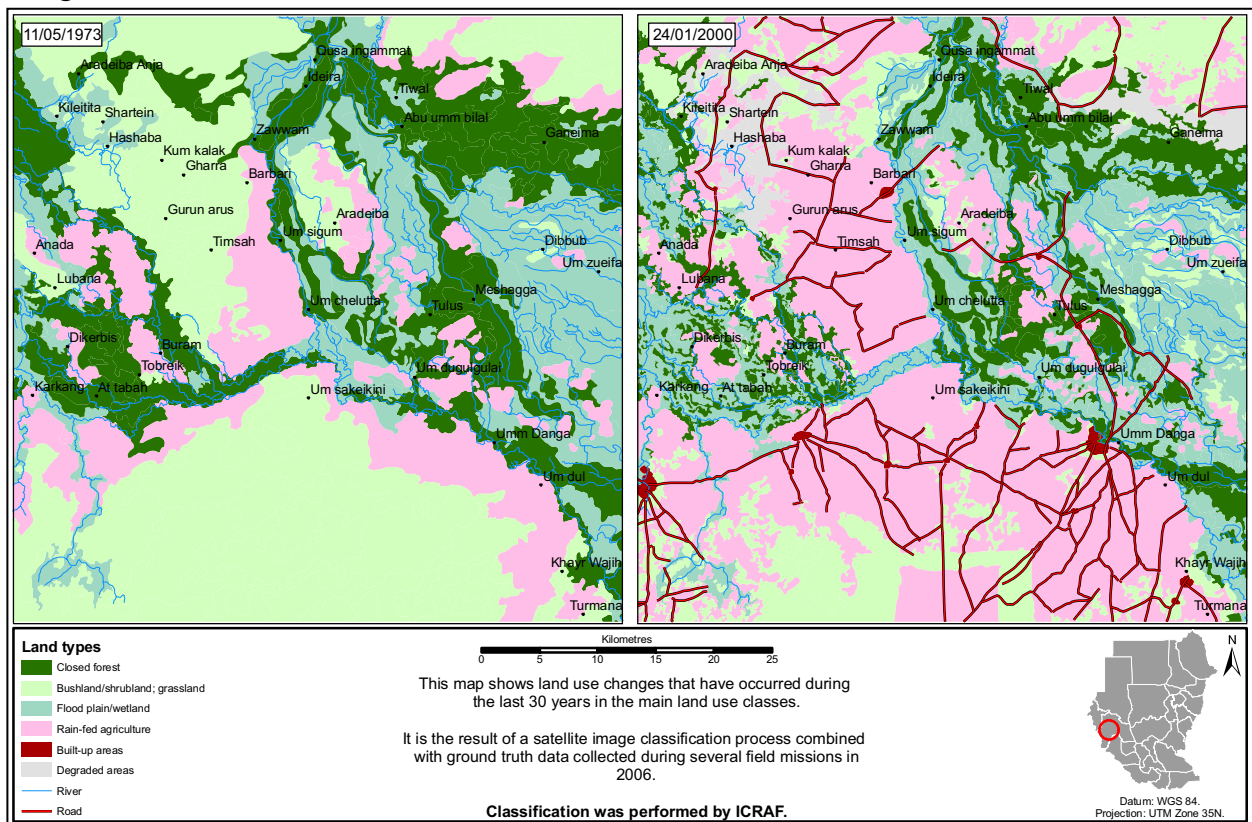 11/05/1973
Qusa ingammat
Aradeiba Anja
Ideira
Tiwal
Kileitita
Shartein
Abu umm bilal
Hashaba
Zawwam
Ganeima
Kum kalak
Gharra
Barbari
Gurun arus
Aradeiba
Um sigum
Anada
Timsah
Dibbub
Um zueifa
Lubana
Meshagga
Um chelutta
Tulus
Dikerbis
Buram
Tobreik
Um dugulgulai
Karkang
At tabah
Um sakeikini
Umm Danga
Um dul
Khayr Wajih
Turmana
24/01/2000
Qusa ingammat
Aradeiba Anja
Ideira
Tiwal
Kileitita
Shartein
Abu umm bilal
Hashaba
Zawwam
Ganeima
Kum kalak
Gharra
Barbari
Gurun arus
Aradeiba
Um sigum
Anada
Timsah
Dibbub
Um zueifa
Lubana
Meshagga
Um chelutta
Tulus
Dikerbis
Buram
Tobreik
Um dugulgulai
Karkang
At tabah
Um sakeikini
Umm Danga
Um dul
Khayr Wajih
Turmana
Land types
Closed forest
Bushland/shrubland; grassland
Flood plain/wetland
Rain-fed agriculture
Built-up areas
Degraded areas
River
Road
Kilometres
0 5 10 15 20 25
This map shows land use changes that have occurred during
the last 30 years in the main land use classes.
It is the result of a satellite image classification process combined
with ground truth data collected during several field missions in
2006.
Classification was performed by ICRAF.
N
Datum: WGS 84.
Projection: UTM Zone 35N.